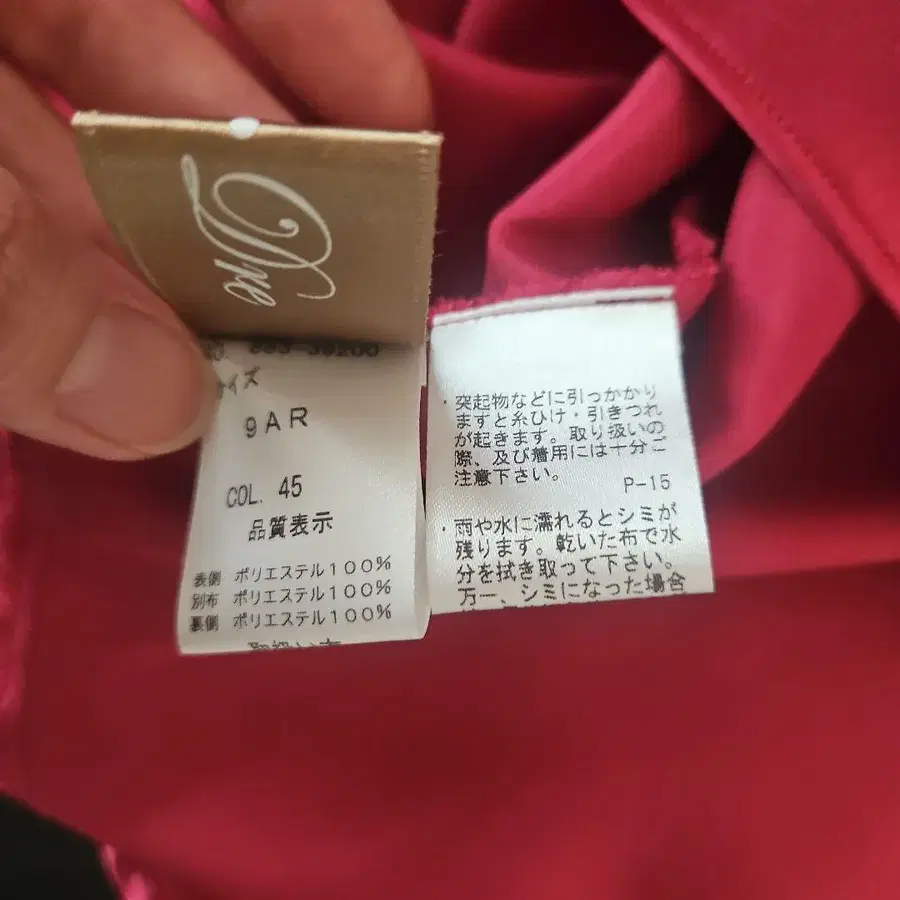 サイズ
9AR
COL. 45
品質表示
表側 ポリエステル100%
別布 ポリエステル100%
裏側 ポリエステル100%
・突起物などに引っかかり
ますと糸ひけ・引きつれ
が起きます。取り扱いの
際、及び着用には十分ご
注意下さい。
P-15
・雨や水に濡れるとシミが
残ります。乾いた布で水
分を拭き取って下さい。
万一、シミになった場合